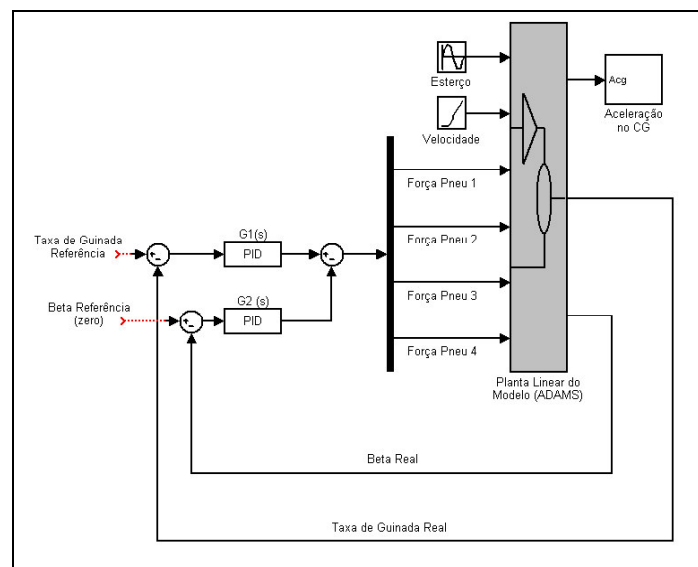 Esterço
Velocidade
Acg
Aceleração
no CG
Força Pneu 1
Força Pneu 2
Força Pneu 3
Força Pneu 4
Taxa de Guinada
Referência
G1(s)
PID
Beta Referência
(zero)
G2 (s)
PID
Planta Linear do
Modelo (ADAMS)
Beta Real
Taxa de Guinada Real